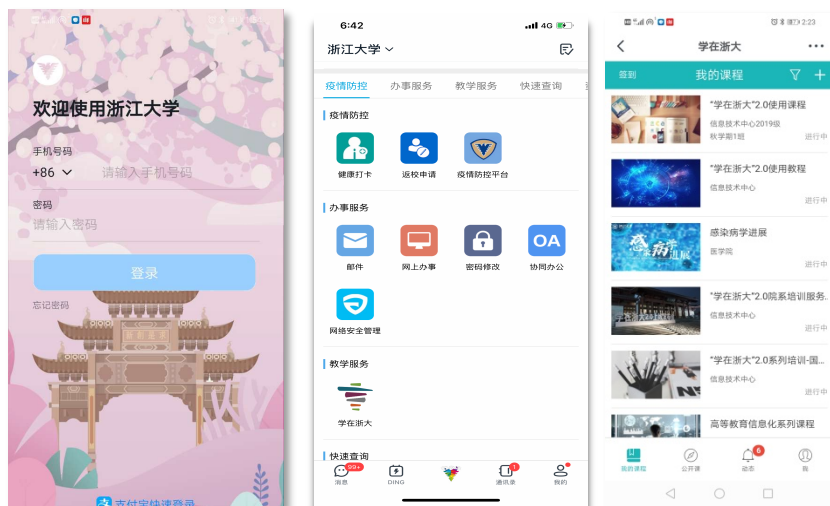 欢迎使用浙江大学
手机号码
+86
请输入手机号码
密码
请输入密码
登录
忘记密码
支付宝快速登录
6:42
4G
浙江大学
疫情防控
办事服务
教学服务
快速查询
疫情防控
健康打卡
返校申请
疫情防控平台
办事服务
邮件
网上办事
密码修改
OA
协同办公
网络安全管理
教学服务
学在浙大
快速查询
99+
消息
DING
1
通讯录
我的
2:23
学在浙大
签到
我的课程
"学在浙大"2.0使用课程
信息技术中心2019级
秋学期1班
进行中
"学在浙大"2.0使用教程
信息技术中心
进行中
感染病学进展
感染病学进展
医学院
进行中
"学在浙大"2.0院系培训服务...
信息技术中心
进行中
"学在浙大"2.0系列培训-国...
信息技术中心
进行中
高等教育信息化系列课程
我的课程
公开课
6
动态
我